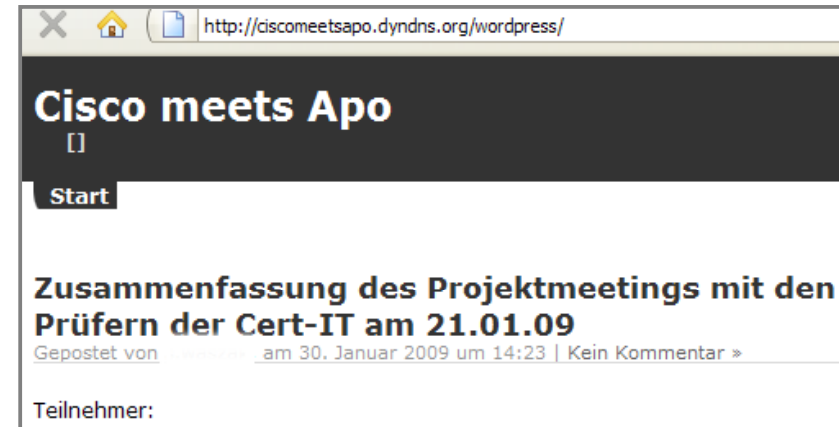 http://ciscomeetsapo.dyndns.org/wordpress/
Cisco meets Apo
[]
Start
Zusammenfassung des Projektmeetings mit den
Prüfern der Cert-IT am 21.01.09
Gepostet von am 30. Januar 2009 um 14:23 | Kein Kommentar »
Teilnehmer: